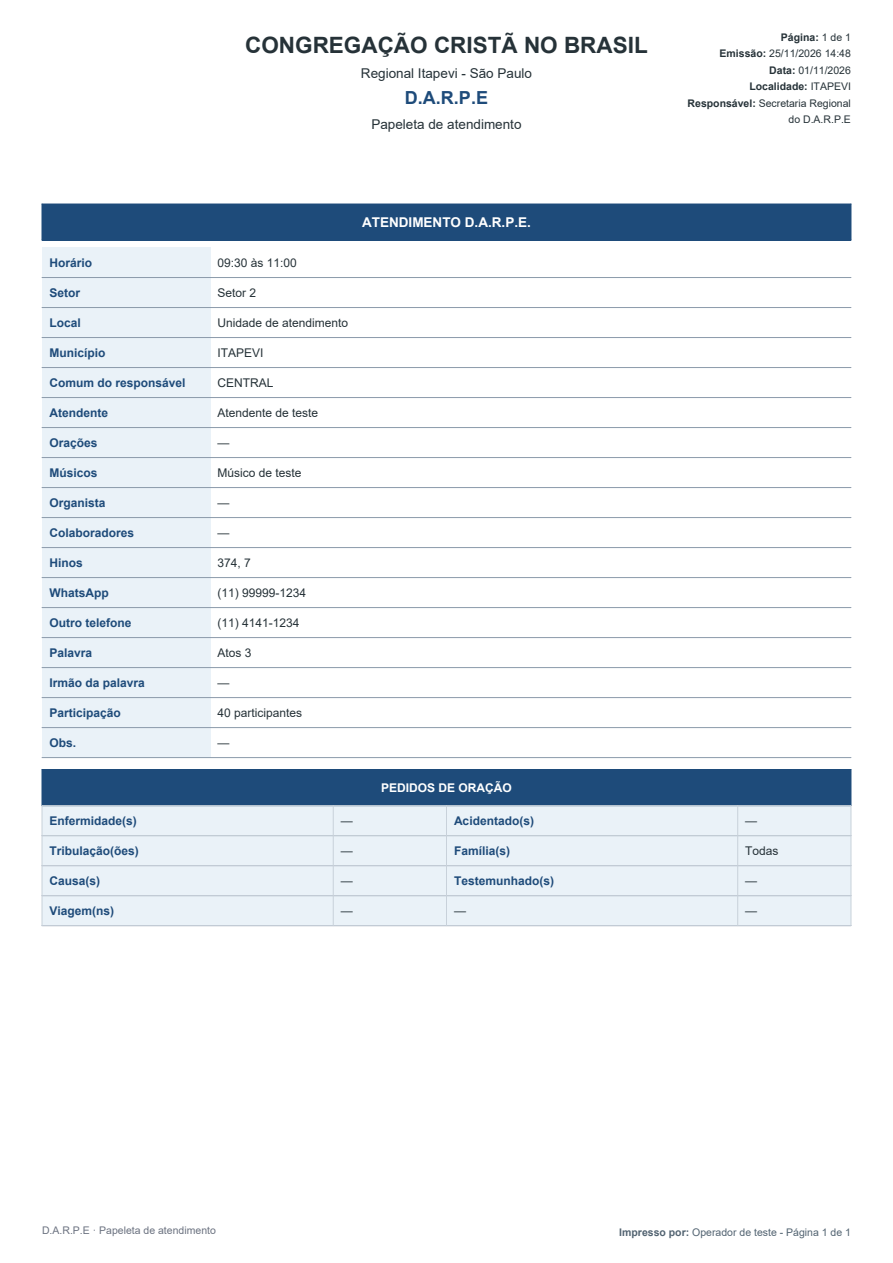 CONGREGAÇÃO CRISTÃ NO BRASIL
Regional Itapevi - São Paulo
D.A.R.P.E
Papeleta de atendimento
Página: 1 de 1
Emissão: 25/11/2026 14:48
Data: 01/11/2026
Localidade: ITAPEVI
Responsável: Secretaria Regional
do D.A.R.P.E
ATENDIMENTO D.A.R.P.E.
Horário 09:30 às 11:00
Setor Setor 2
Local Unidade de atendimento
Município ITAPEVI
Comum do responsável CENTRAL
Atendente Atendente de teste
Orações —
Músicos Músico de teste
Organista —
Colaboradores —
Hinos 374, 7
WhatsApp (11) 99999-1234
Outro telefone (11) 4141-1234
Palavra Atos 3
Irmão da palavra —
Participação 40 participantes
Obs. —
PEDIDOS DE ORAÇÃO
Enfermidade(s) — Acidentado(s) —
Tribulação(ões) — Família(s) Todas
Causa(s) — Testemunhado(s) —
Viagem(ns) — — —
D.A.R.P.E · Papeleta de atendimento
Impresso por: Operador de teste - Página 1 de 1